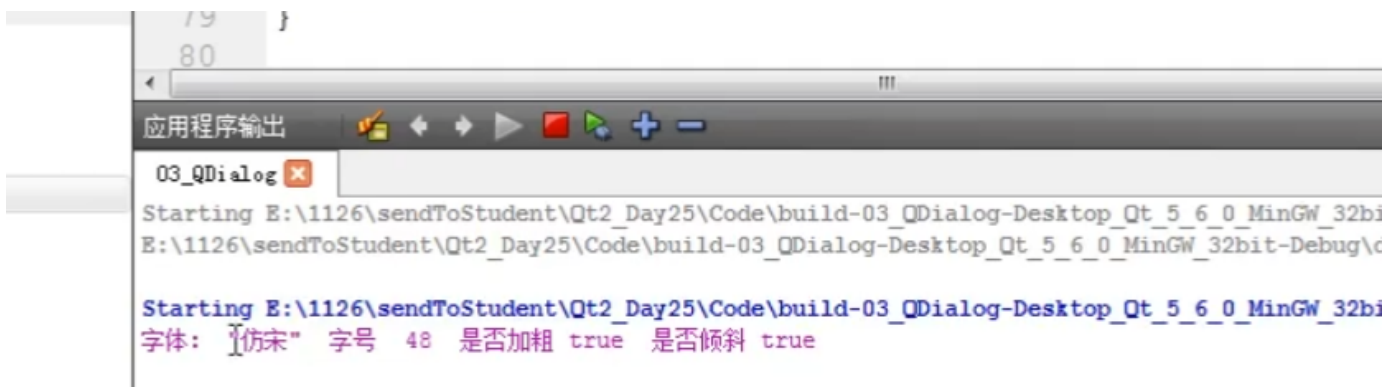 79 }
80
应用程序输出
03_QDialog
Starting E:\1126\sendToStudent\Qt2_Day25\Code\build-03_QDialog-Desktop_Qt_5_6_0_MinGW_32bi
E:\1126\sendToStudent\Qt2_Day25\Code\build-03_QDialog-Desktop_Qt_5_6_0_MinGW_32bit-Debug\d
Starting E:\1126\sendToStudent\Qt2_Day25\Code\build-03_QDialog-Desktop_Qt_5_6_0_MinGW_32bi
字体: "仿宋" 字号 48 是否加粗 true 是否倾斜 true